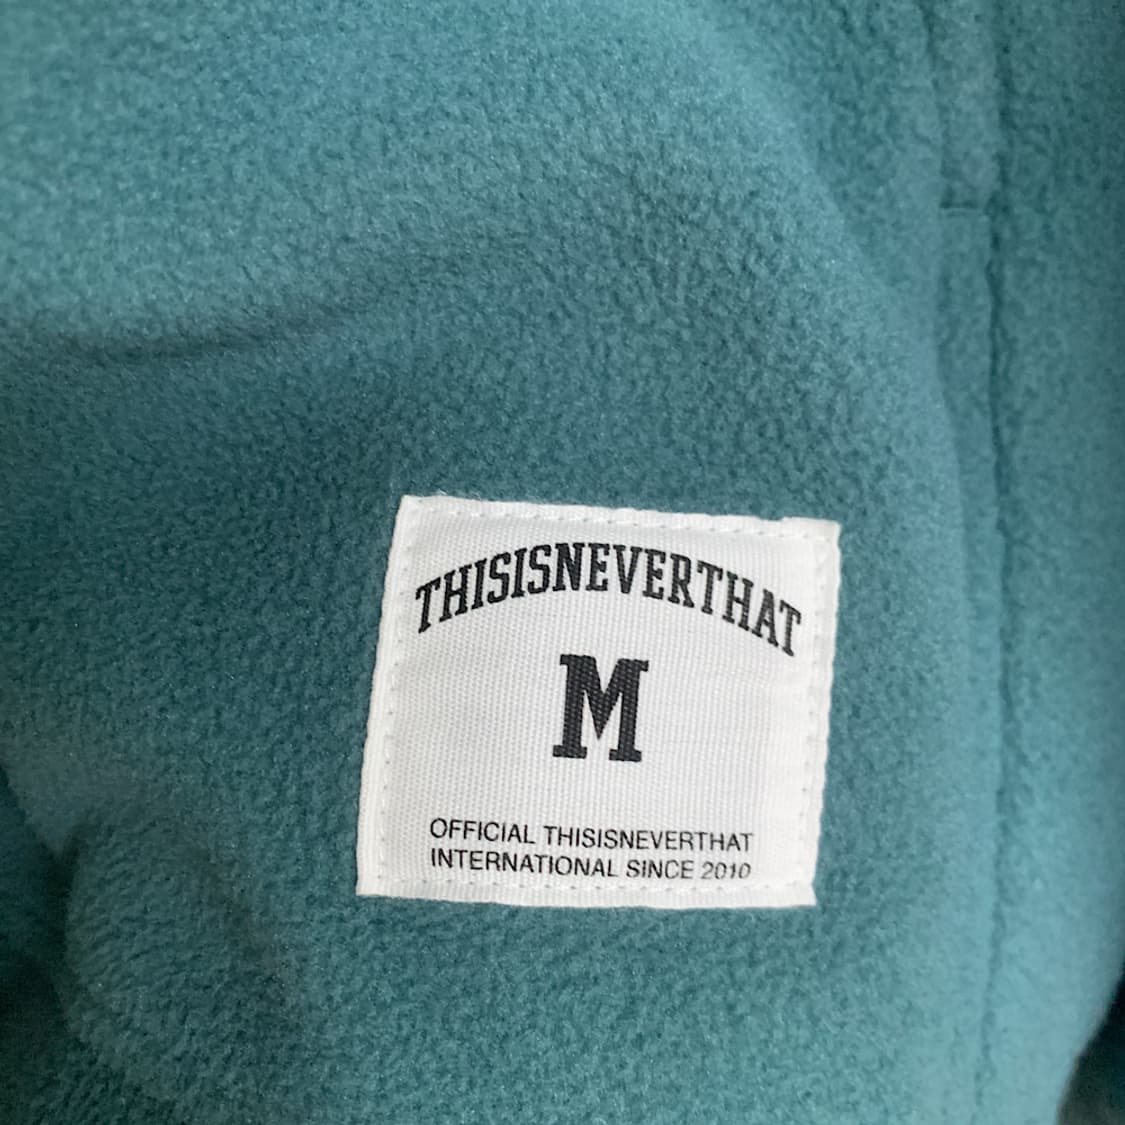 THISISNEVERTHAT
M
OFFICIAL THISISNEVERTHAT
INTERNATIONAL SINCE 2010